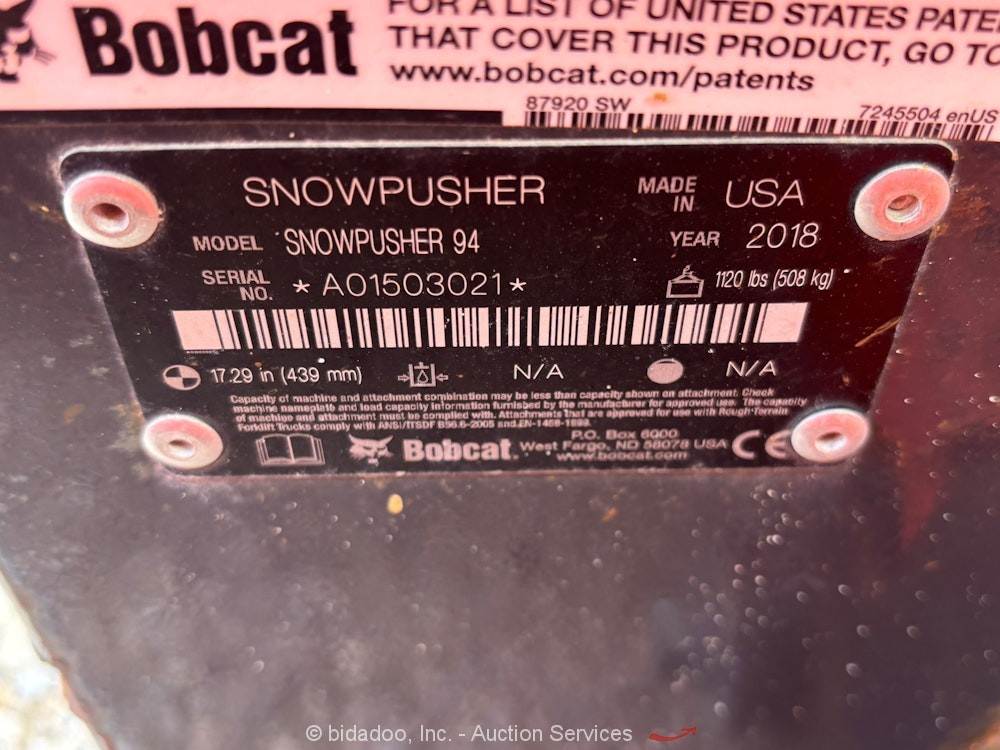 Bobcat
FOR A LIST OF UNITED STATES PATE
THAT COVER THIS PRODUCT, GO TO
www.bobcat.com/patents
87920 SW
7245504 enUS
SNOWPUSHER
MADE IN USA
MODEL SNOWPUSHER 94
YEAR 2018
SERIAL NO. *A01503021*
1120 lbs (508 kg)
17.29 in (439 mm)
N/A
N/A
Capacity of machine and attachment combination may be less than capacity shown on attachment. Check
machine nameplate and load capacity information furnished by the manufacturer for approved use. The capacity
of machine and attachment must be complied with. Attachments that are approved for use with Rough Terrain
Forklift Trucks comply with ANSI/ITSDF B56.6-2005 and EN-1459-1999.
Bobcat.
P.O. Box 6000
West Fargo, ND 58078 USA
www.bobcat.com
CE
© bidadoo, Inc. - Auction Services